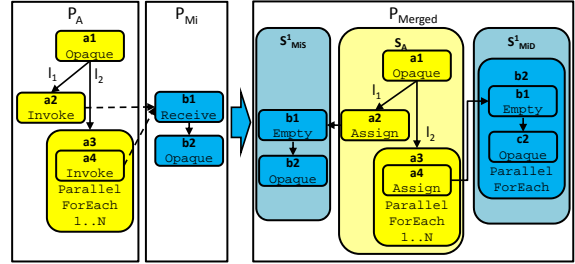 P_A
a1
Opaque
l_1
l_2
a2
Invoke
a3
a4
Invoke
Parallel
ForEach
1..N
P_Mi
b1
Receive
b2
Opaque
P_Merged
S^1_MiS
b1
Empty
b2
Opaque
S_A
a1
Opaque
l_1
a2
Assign
l_2
a3
a4
Assign
Parallel
ForEach
1..N
S^1_MiD
b2
b1
Empty
c2
Opaque
Parallel
ForEach